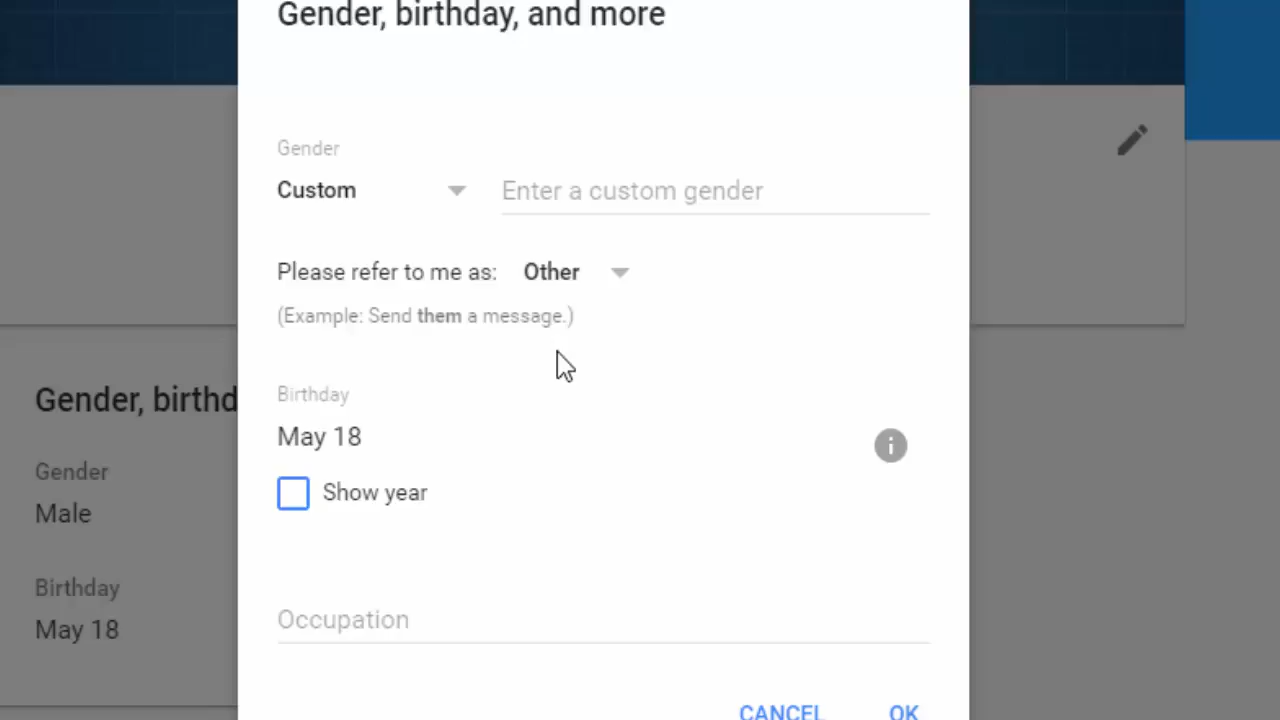 Gender, birthday, and more
Gender
Custom
Enter a custom gender
Please refer to me as: Other
(Example: Send them a message.)
Birthday
May 18
Show year
Occupation
CANCEL
OK
Gender, birthd
Gender
Male
Birthday
May 18